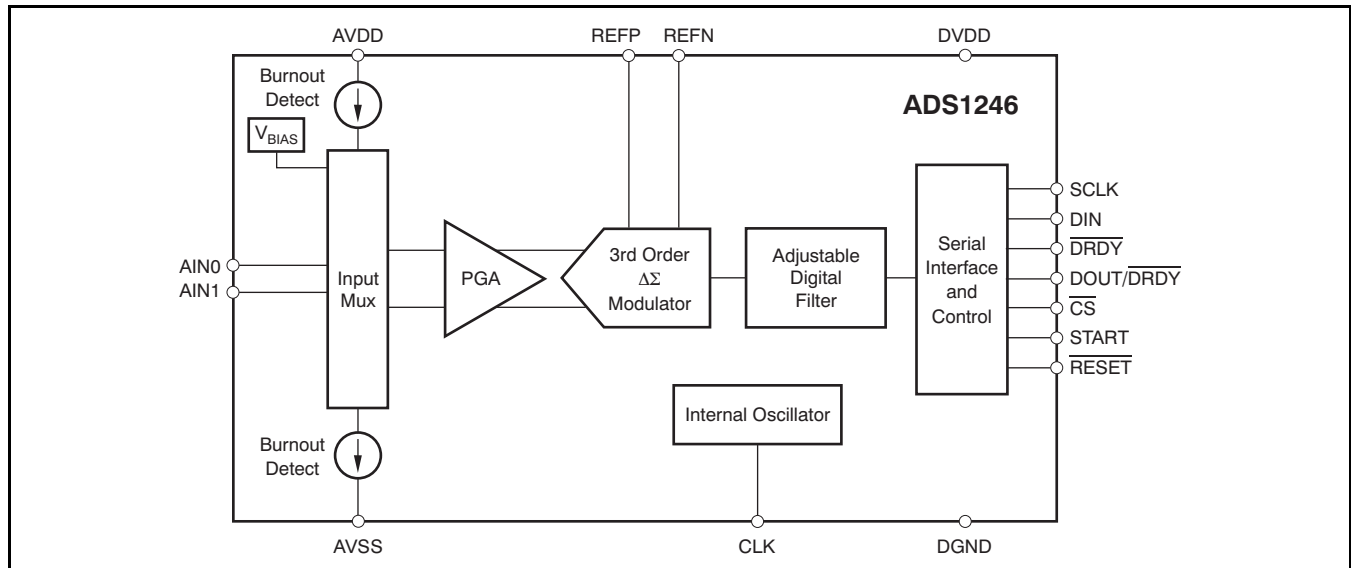 AVDD
REFP
REFN
DVDD
Burnout
Detect
ADS1246
VBIAS
SCLK
DIN
DRDY
DOUT/DRDY
CS
START
RESET
AIN0
AIN1
Input
Mux
PGA
3rd Order
ΔΣ
Modulator
Adjustable
Digital
Filter
Serial
Interface
and
Control
Internal Oscillator
Burnout
Detect
AVSS
CLK
DGND